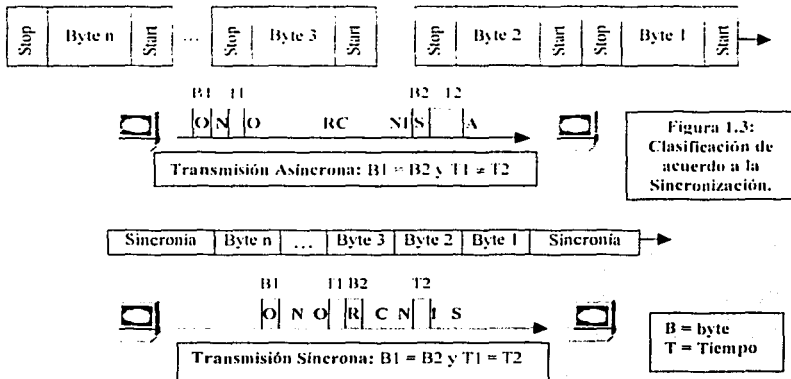 Stop Byte n Start ... Stop Byte 3 Start Stop Byte 2 Start Stop Byte 1 Start
B1 T1 B2 T2
O N O RC NI S A
Transmisión Asíncrona: B1 = B2 y T1 ≠ T2
Figura 1.3:
Clasificación de
acuerdo a la
Sincronización.
Sincronía Byte n ... Byte 3 Byte 2 Byte 1 Sincronía
B1 T1 B2 T2
O N O R C N I S
Transmisión Síncrona: B1 = B2 y T1 = T2
B = byte
T = Tiempo